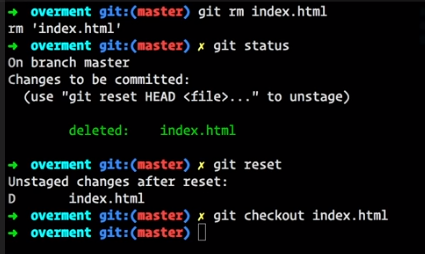 ➜ overment git:(master) git rm index.html
rm 'index.html'
➜ overment git:(master) ✗ git status
On branch master
Changes to be committed:
  (use "git reset HEAD <file>..." to unstage)
        deleted:    index.html
➜ overment git:(master) ✗ git reset
Unstaged changes after reset:
D       index.html
➜ overment git:(master) ✗ git checkout index.html
➜ overment git:(master)